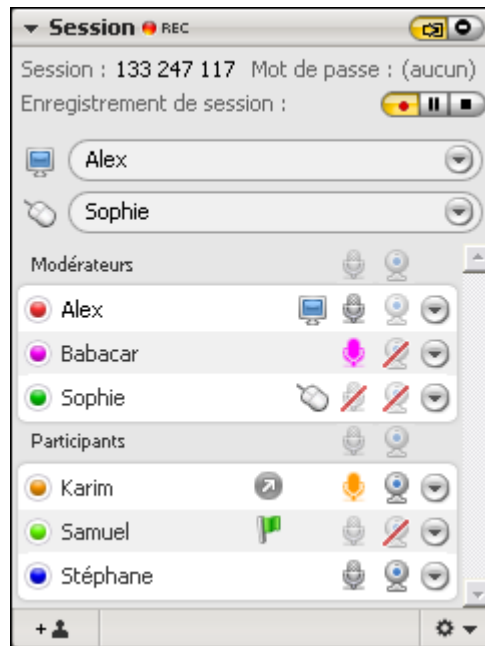 Session REC
Session : 133 247 117 Mot de passe : (aucun)
Enregistrement de session :
Alex
Sophie
Modérateurs
Alex
Babacar
Sophie
Participants
Karim
Samuel
Stéphane